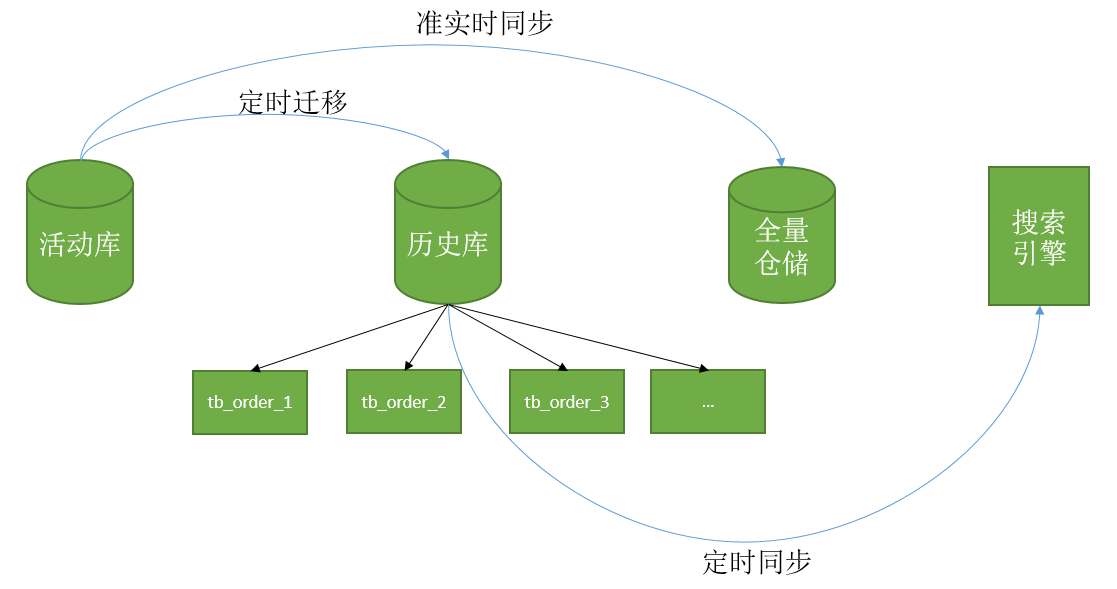 准实时同步
定时迁移
活动库
历史库
全量
仓储
搜索
引擎
tb_order_1
tb_order_2
tb_order_3
...
定时同步